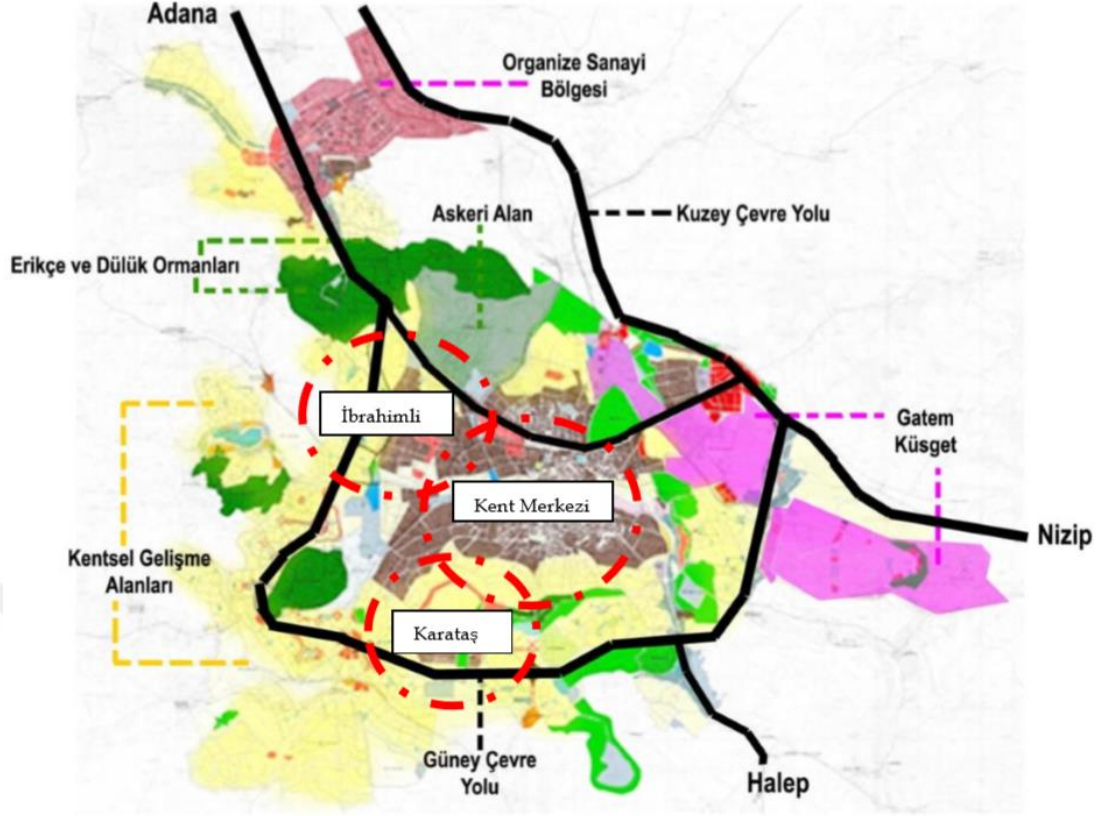 Adana
Organize Sanayi
Bölgesi
Askeri Alan
Kuzey Çevre Yolu
Erikçe ve Dülük Ormanları
İbrahimli
Gatem
Küsget
Kent Merkezi
Nizip
Kentsel Gelişme
Alanları
Karataş
Güney Çevre
Yolu
Halep